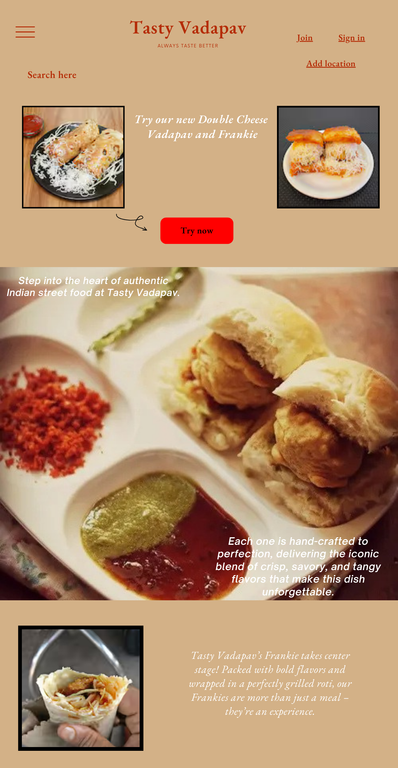 Tasty Vadapav
ALWAYS TASTE BETTER
Join
Sign in
Add location
Search here
Try our new Double Cheese
Vadapav and Frankie
Try now
Step into the heart of authentic
Indian street food at Tasty Vadapav.
Each one is hand-crafted to
perfection, delivering the iconic
blend of crisp, savory, and tangy
flavors that make this dish
unforgettable.
Tasty Vadapav's Frankie takes center
stage! Packed with bold flavors and
wrapped in a perfectly grilled roti, our
Frankies are more than just a meal –
they're an experience.